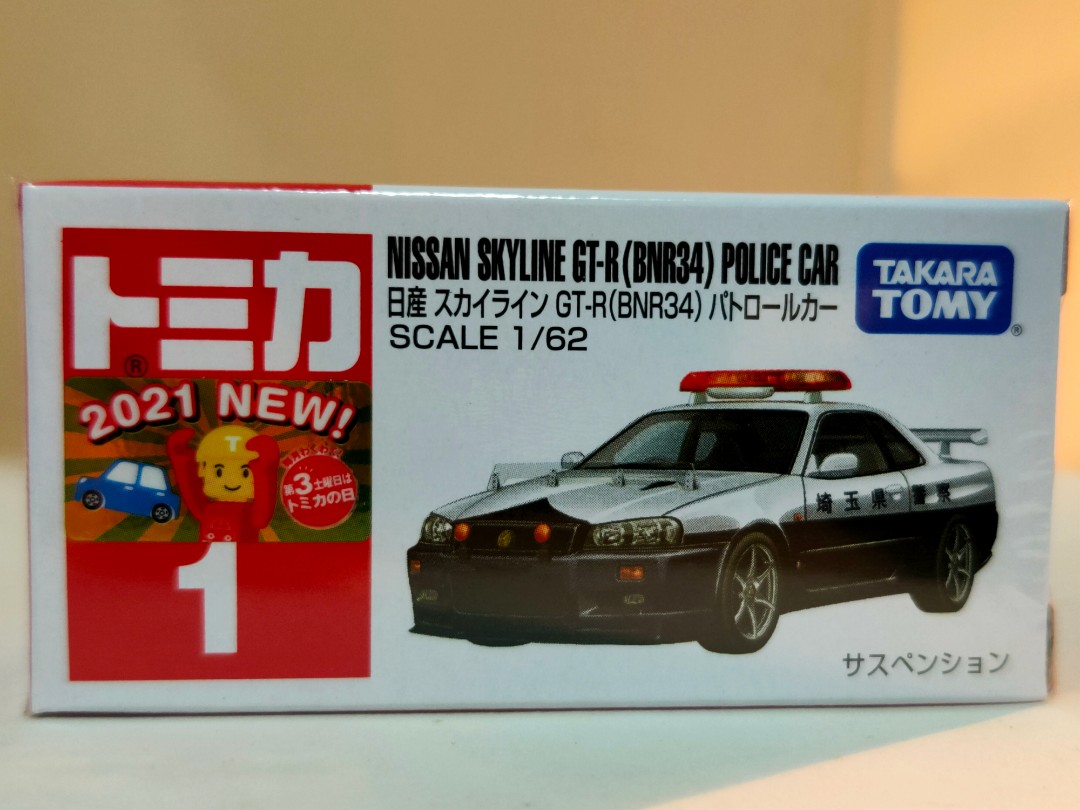 トミカ
®
2021 NEW!
T
第3土曜日は
トミカの日
1
NISSAN SKYLINE GT-R (BNR34) POLICE CAR
日産 スカイライン GT-R(BNR34) パトロールカー
SCALE 1/62
TAKARA
TOMY
®
埼玉県 警察
サスペンション